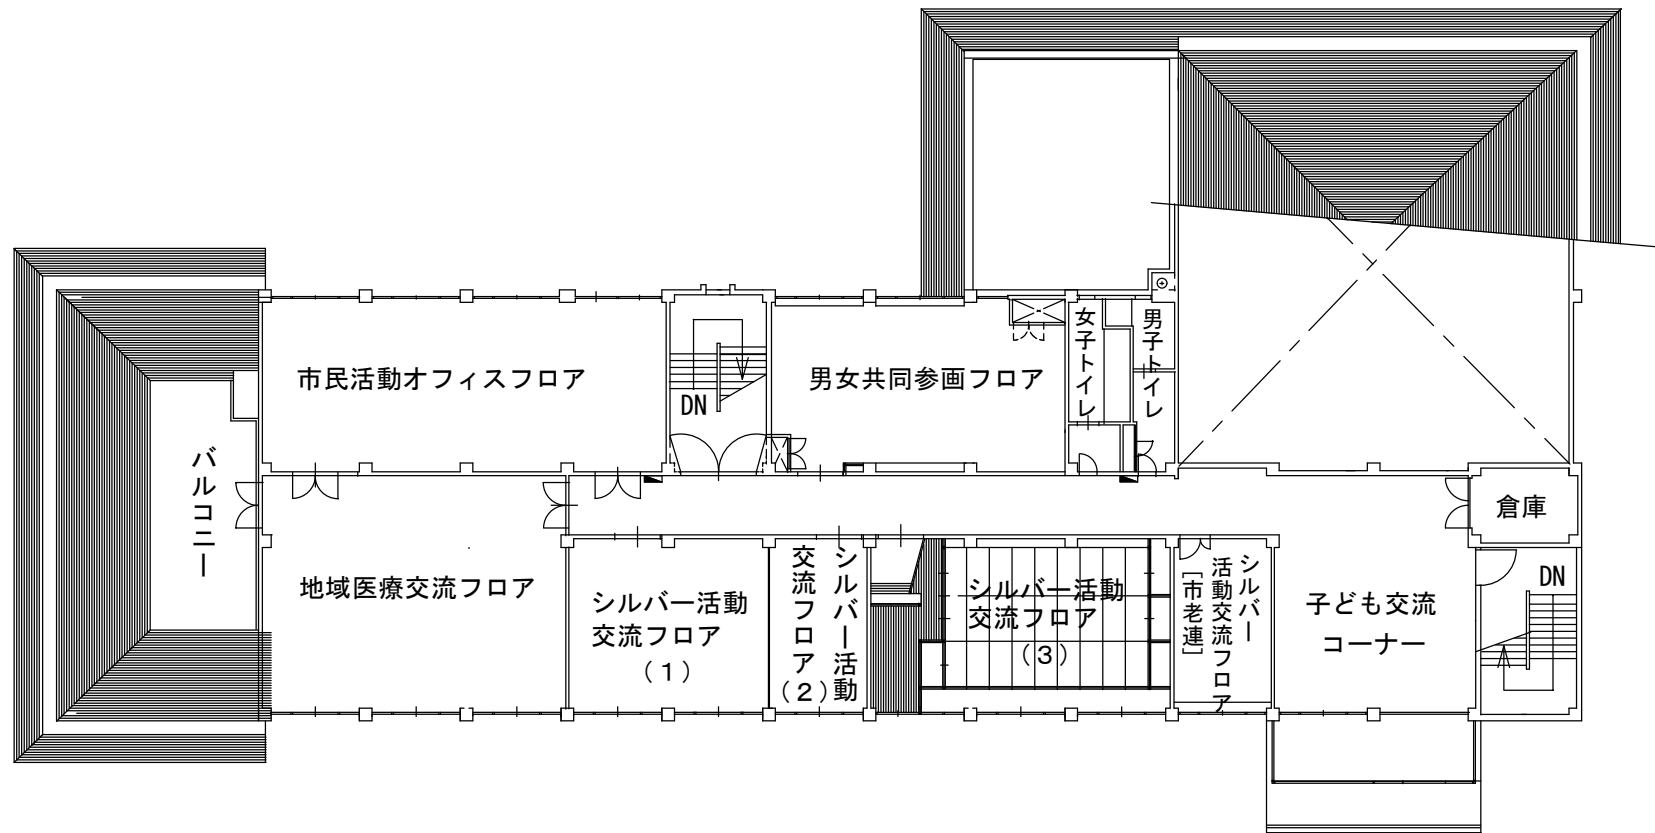 市民活動オフィスフロア
DN
男女共同参画フロア
女子トイレ
男子トイレ
バルコニー
倉庫
地域医療交流フロア
シルバー活動
交流フロア
(1)
シルバー活動
交流フロア
(2)
シルバー活動
交流フロア
(3)
シルバー
活動交流フロア
[市老連]
子ども交流
コーナー
DN